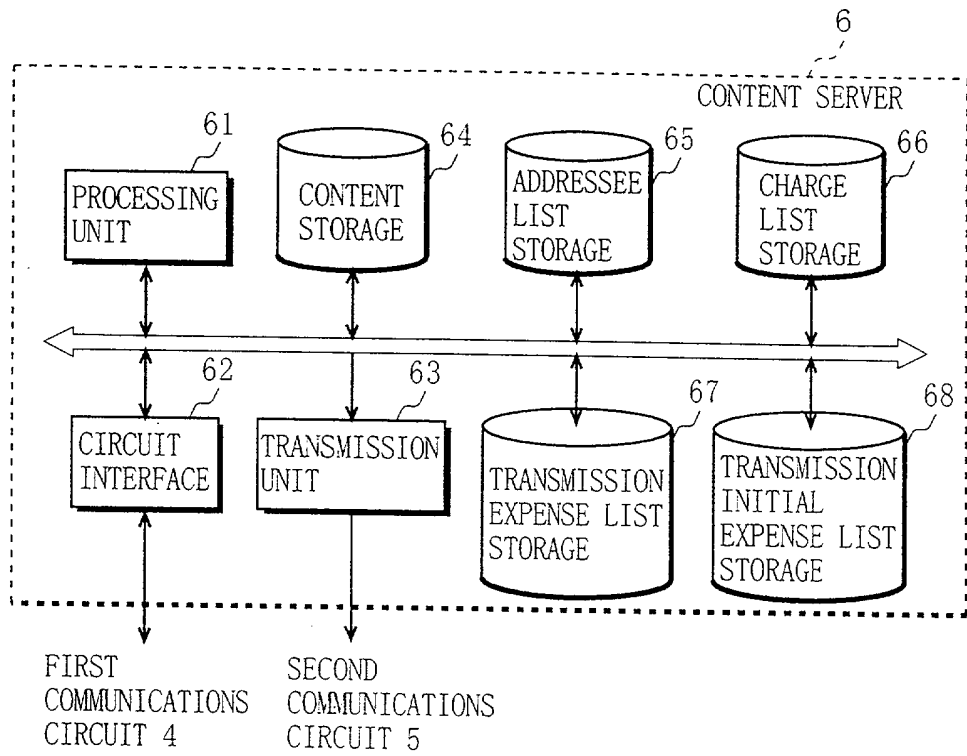 6
CONTENT SERVER
61
PROCESSING
UNIT
64
CONTENT
STORAGE
65
ADDRESSEE
LIST
STORAGE
66
CHARGE
LIST
STORAGE
62
CIRCUIT
INTERFACE
63
TRANSMISSION
UNIT
67
TRANSMISSION
EXPENSE LIST
STORAGE
68
TRANSMISSION
INITIAL
EXPENSE LIST
STORAGE
FIRST
COMMUNICATIONS
CIRCUIT 4
SECOND
COMMUNICATIONS
CIRCUIT 5